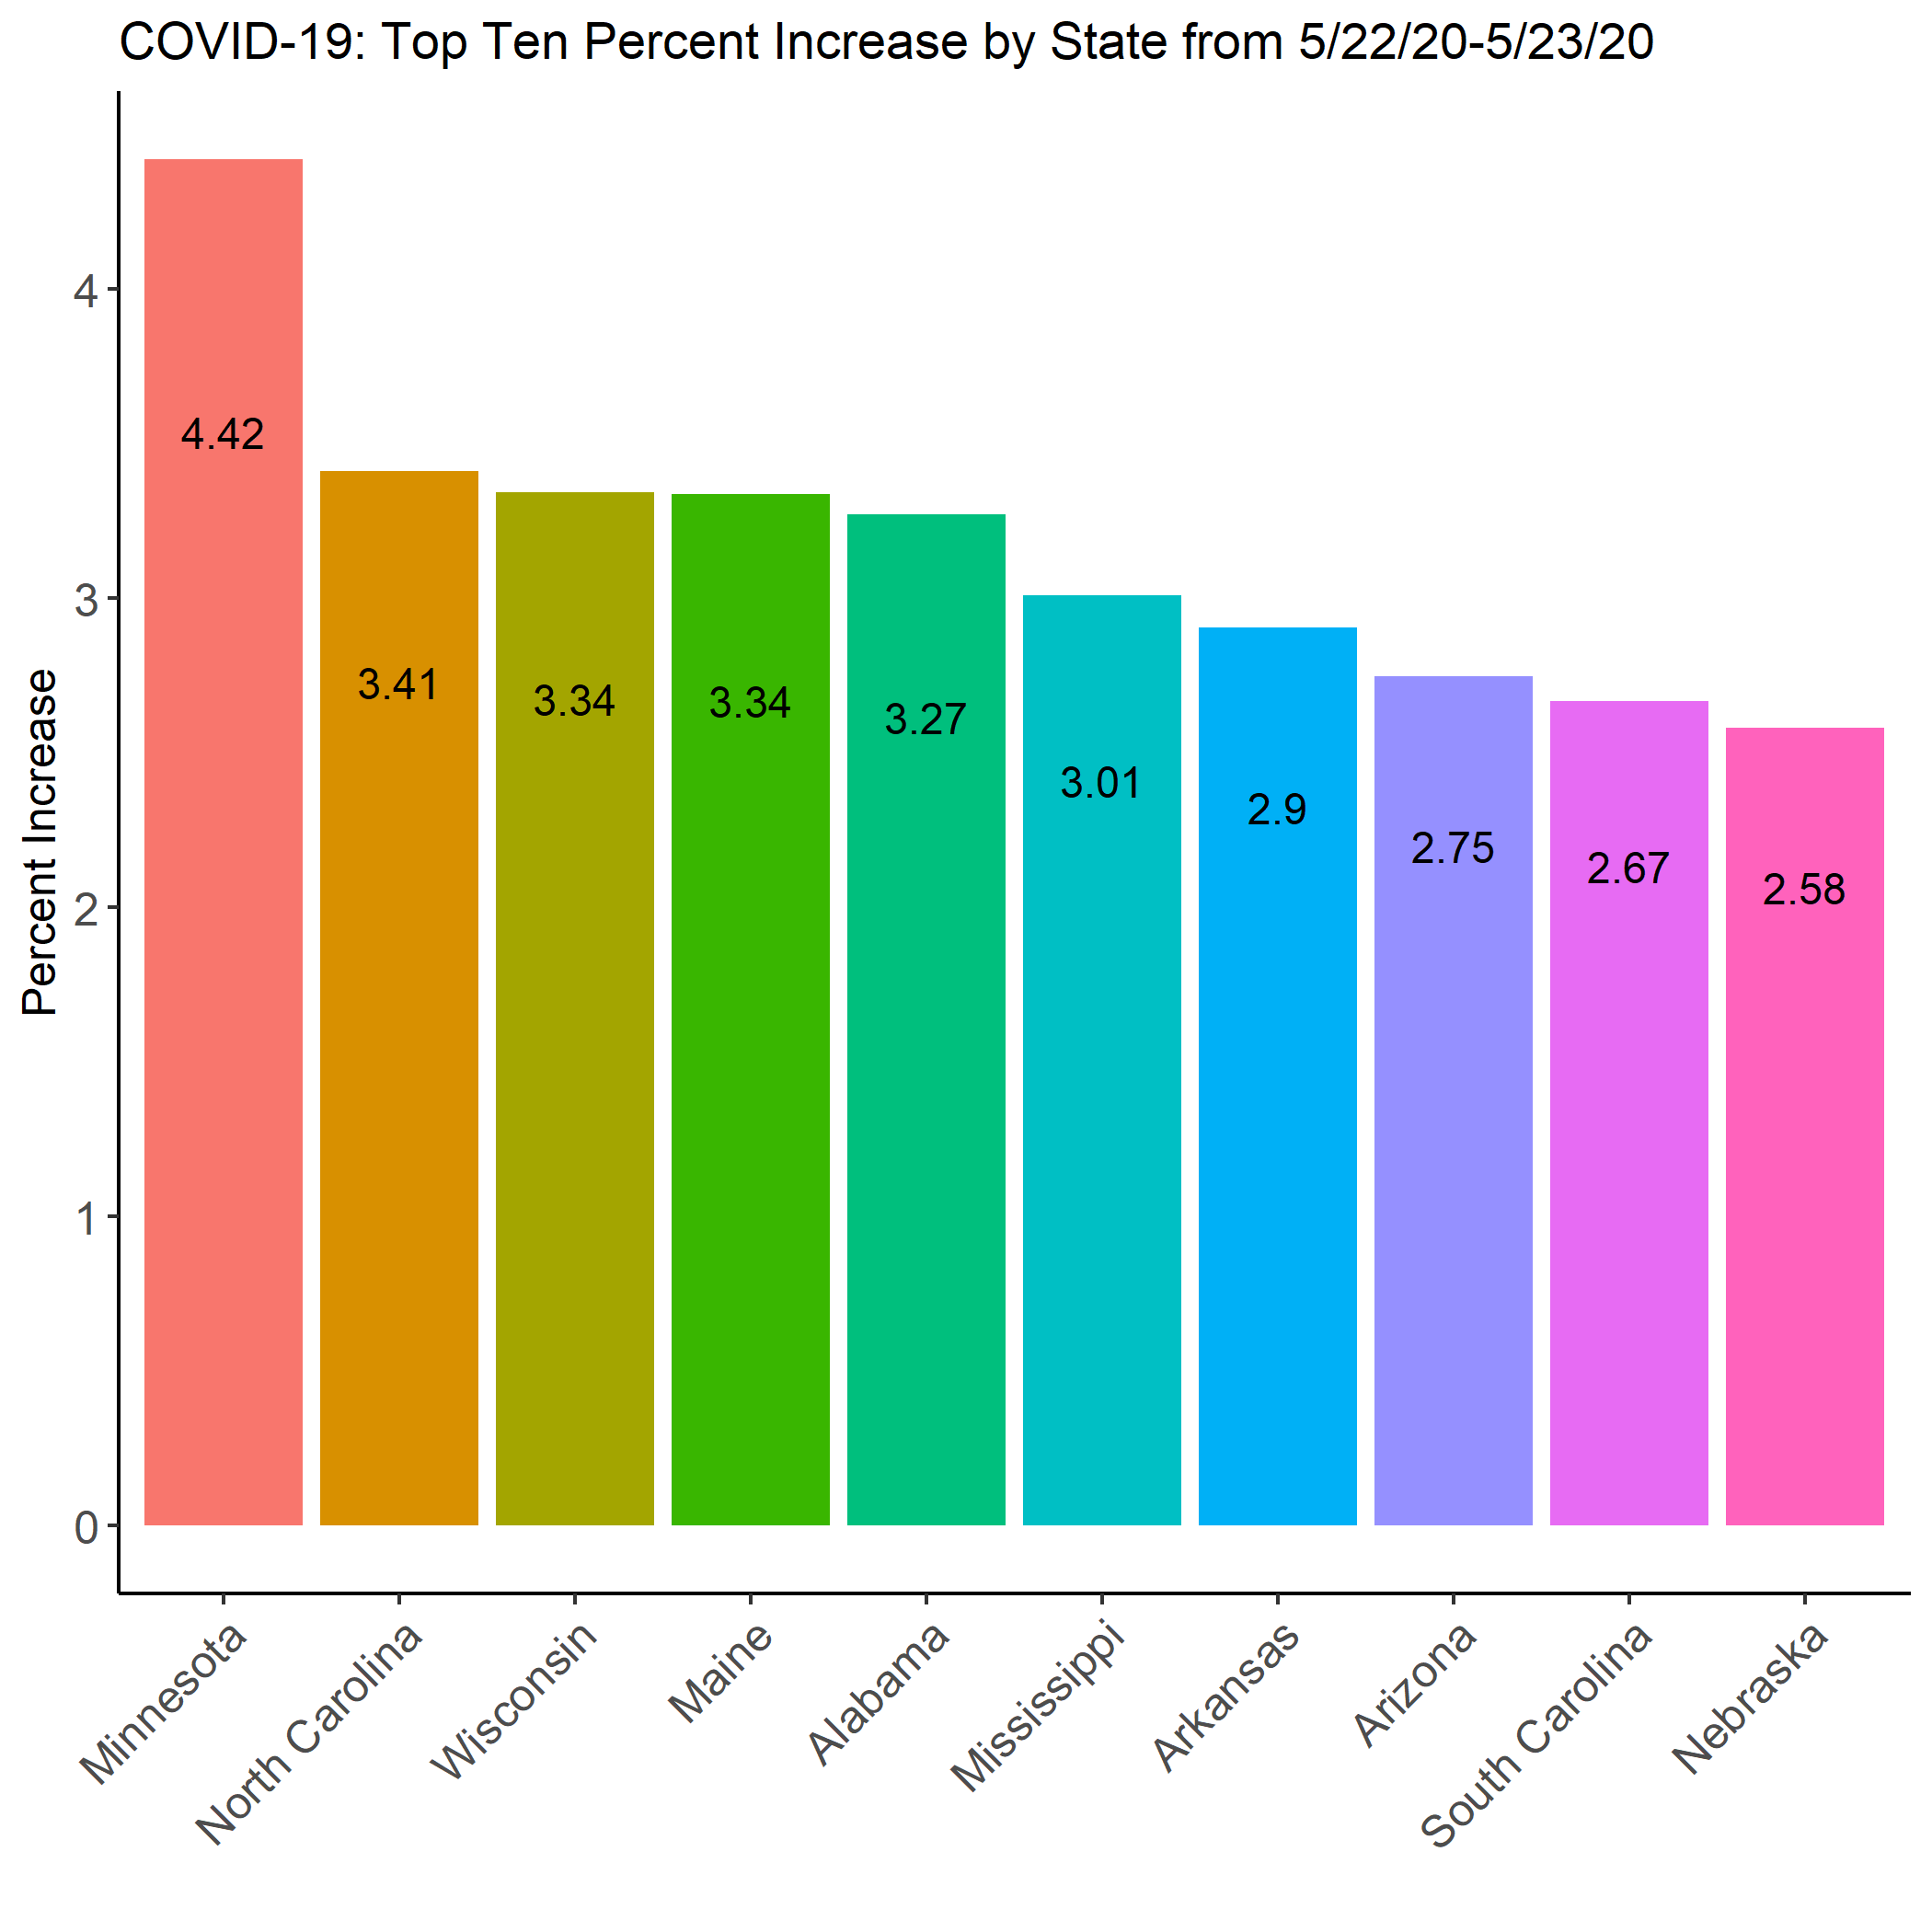 COVID-19: Top Ten Percent Increase by State from 5/22/20-5/23/20
Percent Increase
4
3
2
1
0
4.42
3.41
3.34
3.34
3.27
3.01
2.9
2.75
2.67
2.58
Minnesota
North Carolina
Wisconsin
Maine
Alabama
Mississippi
Arkansas
Arizona
South Carolina
Nebraska